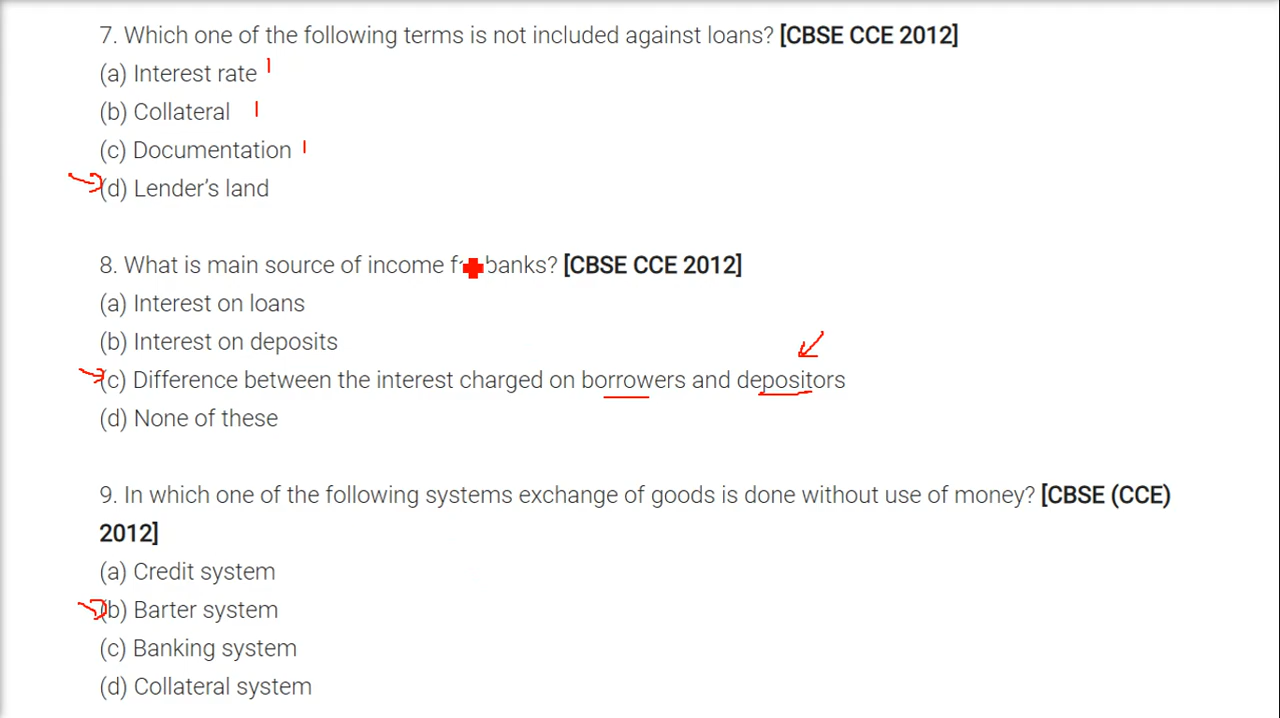 7. Which one of the following terms is not included against loans? [CBSE CCE 2012]
(a) Interest rate
(b) Collateral
(c) Documentation
(d) Lender’s land
8. What is main source of income banks? [CBSE CCE 2012]
(a) Interest on loans
(b) Interest on deposits
(c) Difference between the interest charged on borrowers and depositors
(d) None of these
9. In which one of the following systems exchange of goods is done without use of money? [CBSE (CCE)
2012]
(a) Credit system
(b) Barter system
(c) Banking system
(d) Collateral system